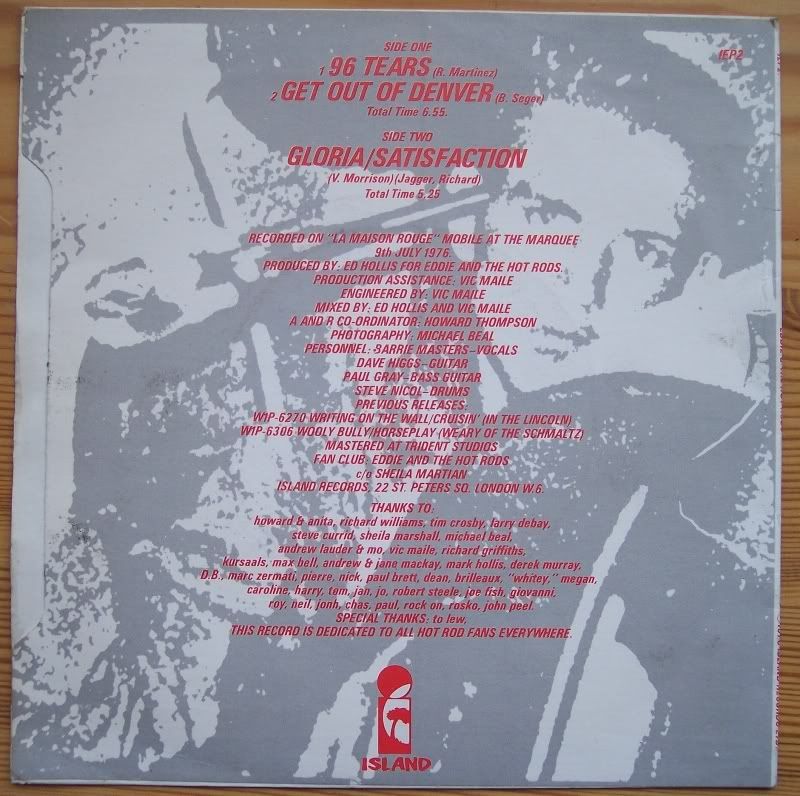 SIDE ONE
1 96 TEARS (R. Martinez)
2 GET OUT OF DENVER (B. Seger)
Total Time 6.55.
SIDE TWO
GLORIA/SATISFACTION
(V. Morrison) (Jagger, Richard)
Total Time 5.25
IEP2
RECORDED ON "LA MAISON ROUGE" MOBILE AT THE MARQUEE
9th JULY 1976.
PRODUCED BY: ED HOLLIS FOR EDDIE AND THE HOT RODS.
PRODUCTION ASSISTANCE: VIC MAILE
ENGINEERED BY: VIC MAILE
MIXED BY: ED HOLLIS AND VIC MAILE
A AND R CO-ORDINATOR: HOWARD THOMPSON
PHOTOGRAPHY: MICHAEL BEAL
PERSONNEL: BARRIE MASTERS–VOCALS
DAVE HIGGS–GUITAR
PAUL GRAY–BASS GUITAR
STEVE NICOL–DRUMS
PREVIOUS RELEASES:
WIP-6270 WRITING ON THE WALL/CRUISIN' (IN THE LINCOLN)
WIP-6306 WOOLY BULLY/HORSEPLAY (WEARY OF THE SCHMALTZ)
MASTERED AT TRIDENT STUDIOS
FAN CLUB: EDDIE AND THE HOT RODS
c/o SHEILA MARTIAN
ISLAND RECORDS, 22 ST. PETERS SQ. LONDON W.6.
THANKS TO:
howard & anita, richard williams, tim crosby, larry debay,
steve currid, sheila marshall, michael beal,
andrew lauder & mo, vic maile, richard griffiths,
kursaals, max bell, andrew & jane mackay, mark hollis, derek murray,
D.B., marc zermati, pierre, nick, paul brett, dean, brilleaux, "whitey," megan,
caroline, harry, tom, jan, jo, robert steele, joe fish, giovanni,
roy, neil, jonh, chas, paul, rock on, rosko, john peel.
SPECIAL THANKS: to lew,
THIS RECORD IS DEDICATED TO ALL HOT ROD FANS EVERYWHERE.
ISLAND